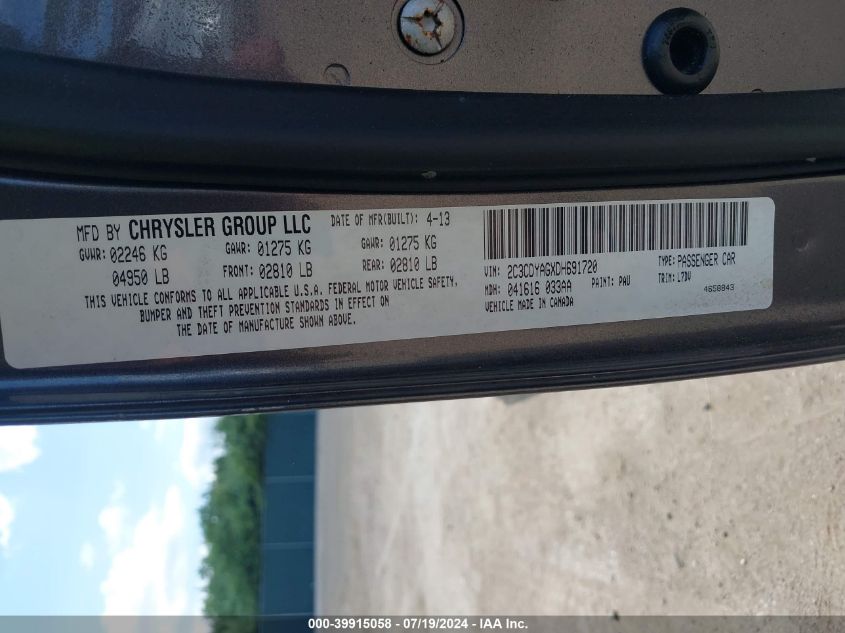 MFD BY CHRYSLER GROUP LLC DATE OF MFR(BUILT): 4-13
GVWR: 02246 KG GAWR: 01275 KG GAWR: 01275 KG
04950 LB FRONT: 02810 LB REAR: 02810 LB
THIS VEHICLE CONFORMS TO ALL APPLICABLE U.S.A. FEDERAL MOTOR VEHICLE SAFETY,
BUMPER AND THEFT PREVENTION STANDARDS IN EFFECT ON
THE DATE OF MANUFACTURE SHOWN ABOVE.
VIN: 2C3CDYAGXDH691720 TYPE: PASSENGER CAR
MDH: 041616 033AA PAINT: PAU TRIM: L7DV
VEHICLE MADE IN CANADA 4658843
000-39915058 - 07/19/2024 - IAA Inc.